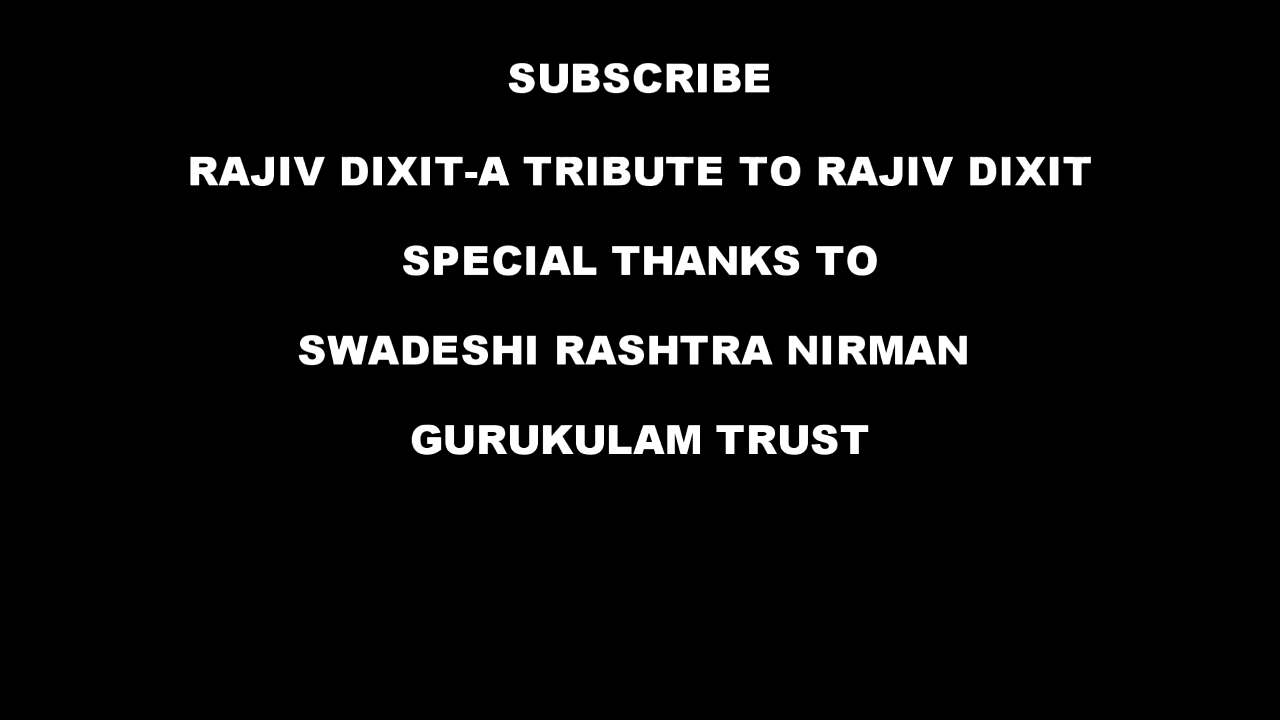 SUBSCRIBE
RAJIV DIXIT-A TRIBUTE TO RAJIV DIXIT
SPECIAL THANKS TO
SWADESHI RASHTRA NIRMAN
GURUKULAM TRUST